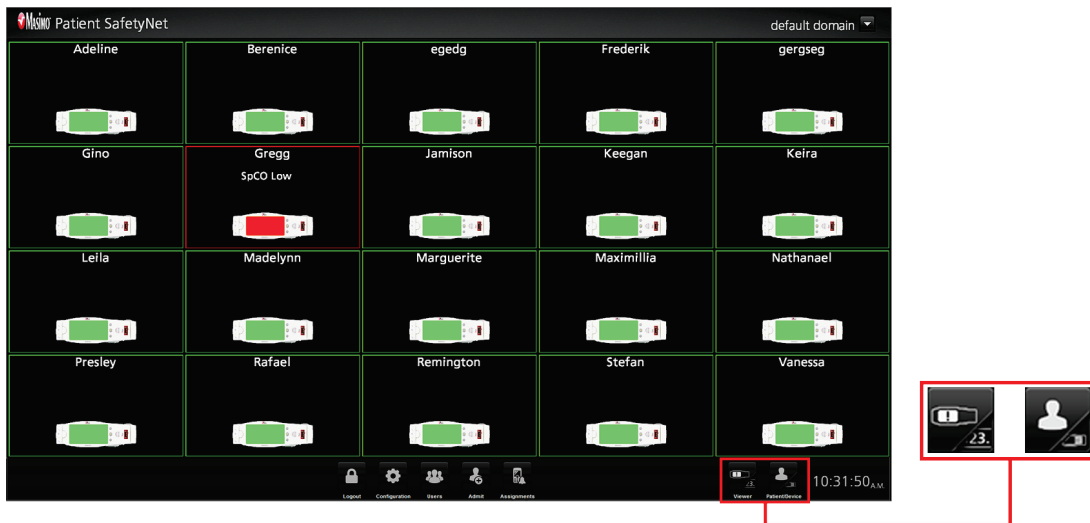 Masimo Patient SafetyNet
default domain
Adeline Berenice egedg Frederik gergseg
Gino Gregg Jamison Keegan Keira
SpCO Low
Leila Madelynn Marguerite Maximillia Nathanael
Presley Rafael Remington Stefan Vanessa
10:31:50 A.M.
Logout Configuration Users Admit Assignments Viewer Patient/Device
23.